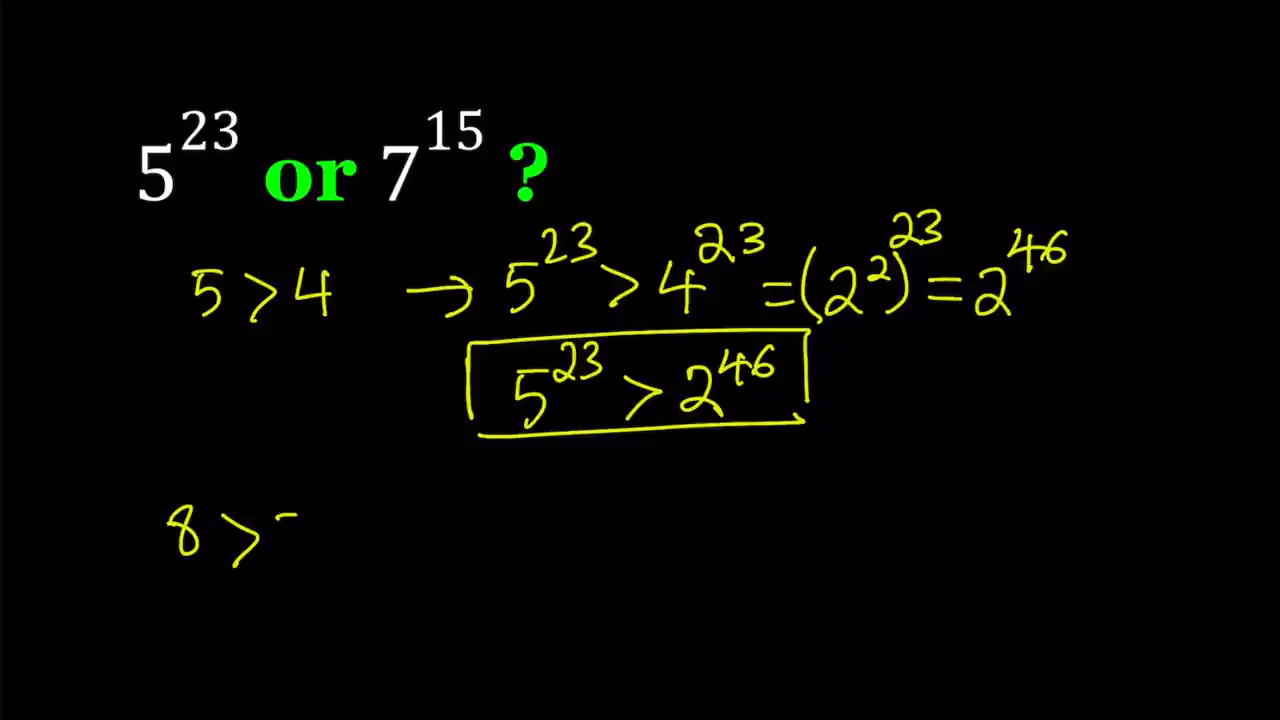 5^23 or 7^15 ?
5 > 4 → 5^23 > 4^23 = (2^2)^23 = 2^46
5^23 > 2^46
8 >